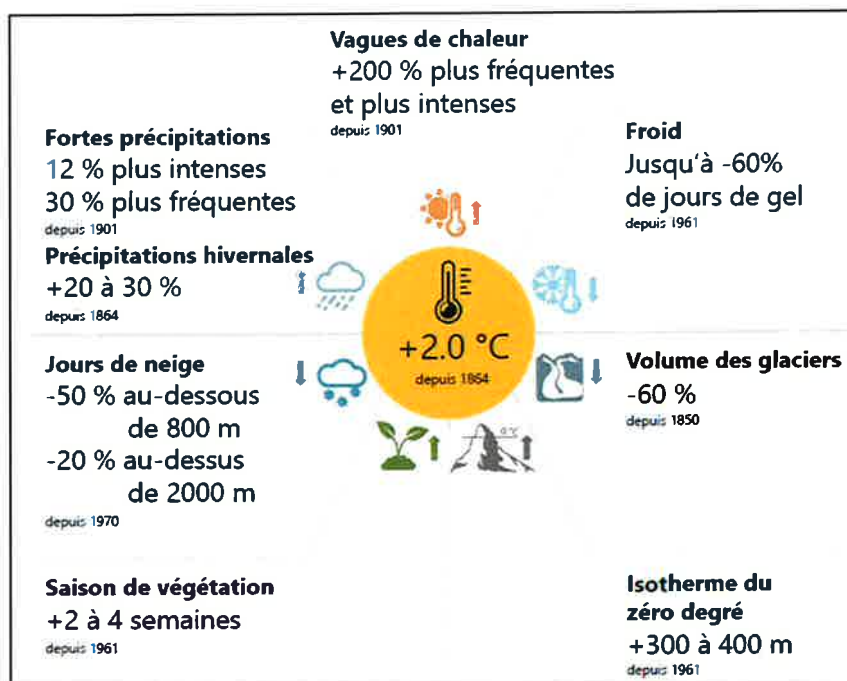 Vagues de chaleur
+200 % plus fréquentes
et plus intenses
depuis 1901
Fortes précipitations
12 % plus intenses
30 % plus fréquentes
depuis 1901
Précipitations hivernales
+20 à 30 %
depuis 1864
Jours de neige
-50 % au-dessous
de 800 m
-20 % au-dessus
de 2000 m
depuis 1970
Saison de végétation
+2 à 4 semaines
depuis 1961
+2.0 °C
depuis 1864
Froid
Jusqu'à -60%
de jours de gel
depuis 1961
Volume des glaciers
-60 %
depuis 1850
0 °C
Isotherme du
zéro degré
+300 à 400 m
depuis 1961